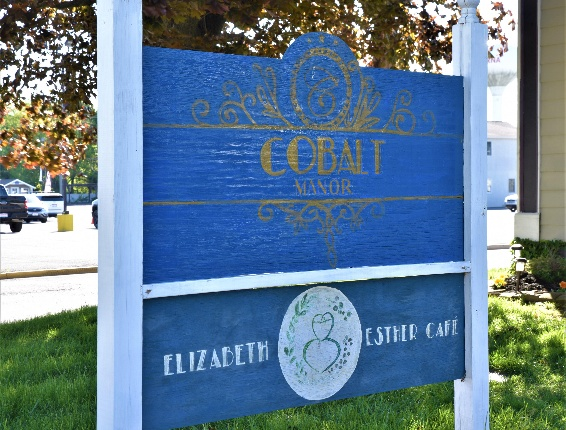 COBALT
MANOR
ELIZABETH ESTHER CAFÉ